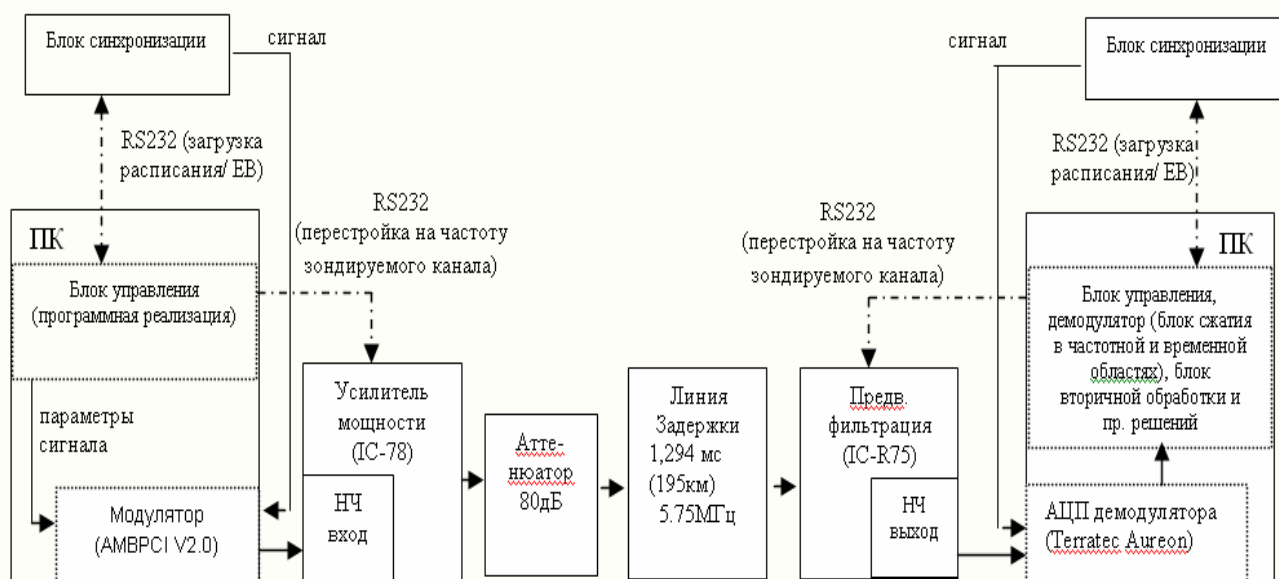 Блок синхронизации
сигнал
RS232 (загрузка
расписания/ ЕВ)
ПК
Блок управления
(программная реализация)
RS232
(перестройка на частоту
зондируемого канала)
параметры
сигнала
Модулятор
(AMBPCI V2.0)
Усилитель
мощности
(IC-78)
НЧ
вход
Атте-
нюатор
80дБ
Линия
Задержки
1,294 мс
(195км)
5.75МГц
RS232
(перестройка на частоту
зондируемого канала)
Предв.
фильтрация
(IC-R75)
НЧ
выход
сигнал
Блок синхронизации
RS232 (загрузка
расписания/ ЕВ)
ПК
Блок управления,
демодулятор (блок сжатия
в частотной и временной
областях), блок
вторичной обработки и
пр. решений
АЦП демодулятора
(Terratec Aureon)